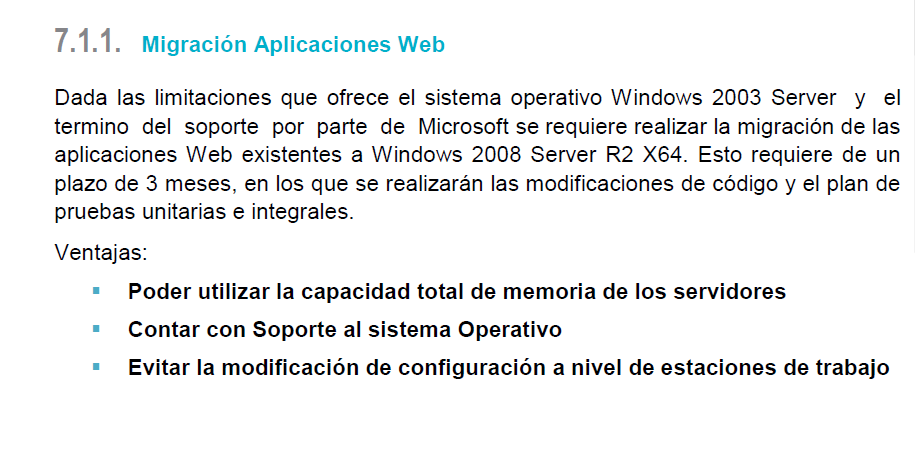 7.1.1. Migración Aplicaciones Web
Dada las limitaciones que ofrece el sistema operativo Windows 2003 Server y el
termino del soporte por parte de Microsoft se requiere realizar la migración de las
aplicaciones Web existentes a Windows 2008 Server R2 X64. Esto requiere de un
plazo de 3 meses, en los que se realizarán las modificaciones de código y el plan de
pruebas unitarias e integrales.
Ventajas:
▪ Poder utilizar la capacidad total de memoria de los servidores
▪ Contar con Soporte al sistema Operativo
▪ Evitar la modificación de configuración a nivel de estaciones de trabajo